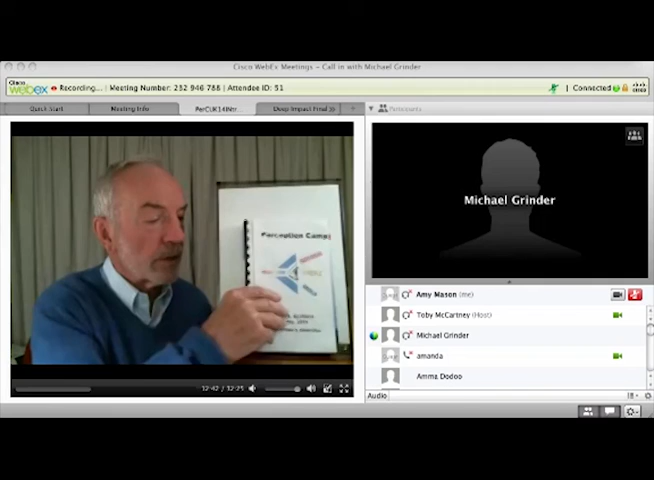 Cisco WebEx Meetings - Call in with Michael Grinder
Cisco
webex
Recording... | Meeting Number: 232 946 788 | Attendee ID: 51
Connected
Quick Start
Meeting Info
PerCUK14INtr...
Deep Impact Final
Participants
Perception Camp
Michael Grinder
Amy Mason (me)
Toby McCartney (Host)
Michael Grinder
amanda
Amma Dodoo
12:42 / 32:25
Audio